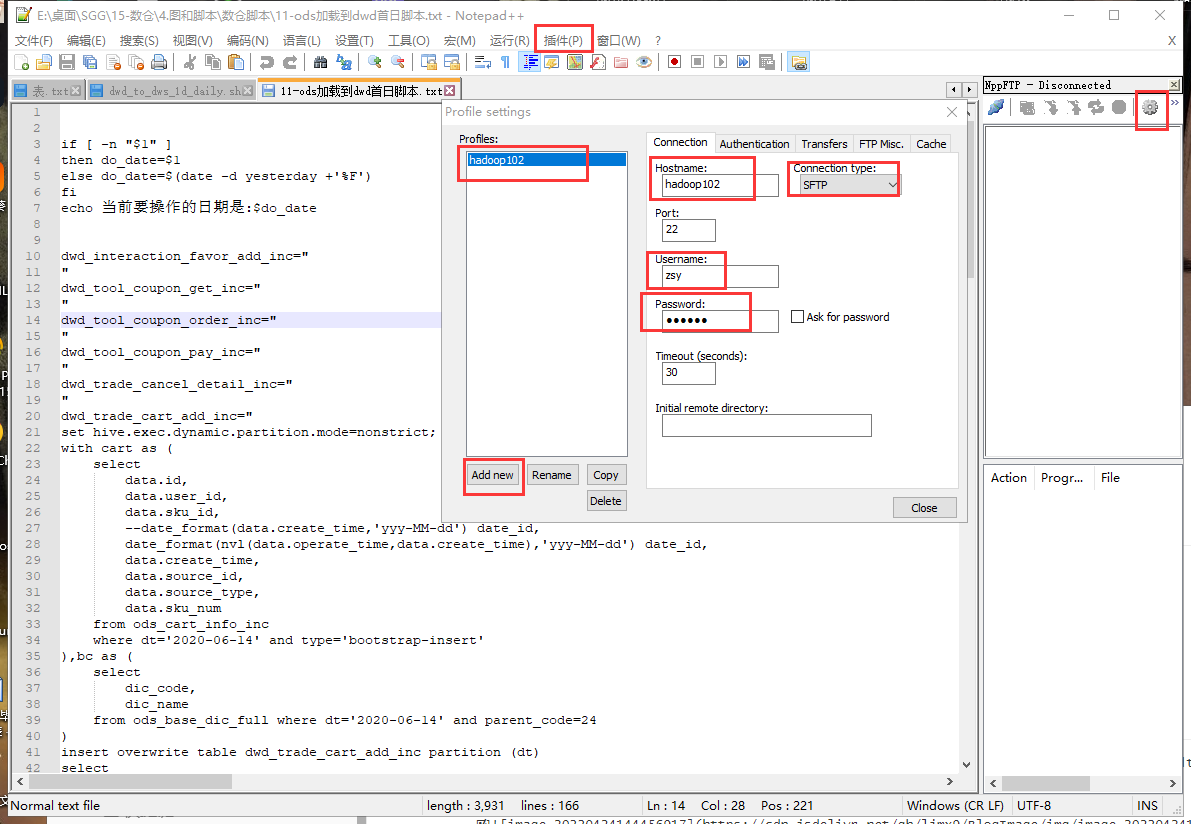 E:\桌面\SGG\15-数仓\4.图和脚本\数仓脚本\11-ods加载到dwd首日脚本.txt - Notepad++
文件(F) 编辑(E) 搜索(S) 视图(V) 编码(N) 语言(L) 设置(T) 工具(O) 宏(M) 运行(R) 插件(P) 窗口(W) ? X
表.txt dwd_to_dws_1d_daily.sh 11-ods加载到dwd首日脚本.txt
NppFTP - Disconnected
Profile settings
Profiles:
hadoop102
Add new Rename Copy
Delete
Connection Authentication Transfers FTP Misc. Cache
Hostname: Connection type:
hadoop102 SFTP
Port:
22
Username:
zsy
Password:
●●●●●●
Ask for password
Timeout (seconds):
30
Initial remote directory:
Close
1
2
3 if [ -n "$1" ]
4 then do_date=$1
5 else do_date=$(date -d yesterday +'%F')
6 fi
7 echo 当前要操作的日期是:$do_date
8
9
10 dwd_interaction_favor_add_inc="
11 "
12 dwd_tool_coupon_get_inc="
13 "
14 dwd_tool_coupon_order_inc="
15 "
16 dwd_tool_coupon_pay_inc="
17 "
18 dwd_trade_cancel_detail_inc="
19 "
20 dwd_trade_cart_add_inc="
21 set hive.exec.dynamic.partition.mode=nonstrict;
22 with cart as (
23 select
24 data.id,
25 data.user_id,
26 data.sku_id,
27 --date_format(data.create_time,'yyy-MM-dd') date_id,
28 date_format(nvl(data.operate_time,data.create_time),'yyy-MM-dd') date_id,
29 data.create_time,
30 data.source_id,
31 data.source_type,
32 data.sku_num
33 from ods_cart_info_inc
34 where dt='2020-06-14' and type='bootstrap-insert'
35 ),bc as (
36 select
37 dic_code,
38 dic_name
39 from ods_base_dic_full where dt='2020-06-14' and parent_code=24
40 )
41 insert overwrite table dwd_trade_cart_add_inc partition (dt)
42 select
Action Progr... File
Normal text file length : 3,931 lines : 166 Ln : 14 Col : 28 Pos : 221 Windows (CR LF) UTF-8 INS